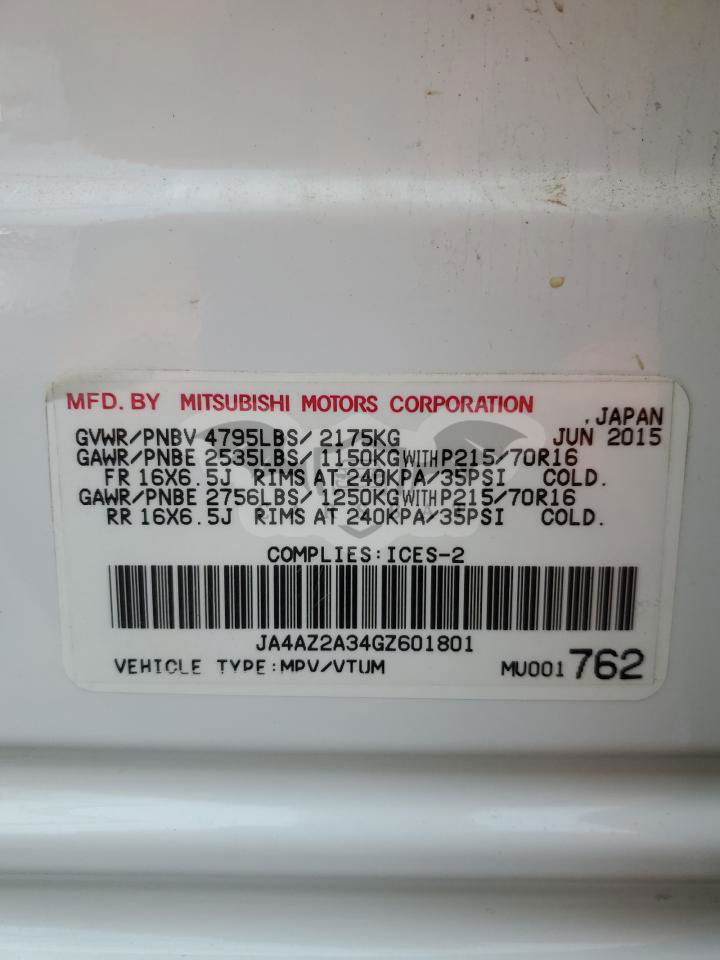 MFD. BY MITSUBISHI MOTORS CORPORATION
, JAPAN
GVWR/PNBV 4795LBS/ 2175KG JUN 2015
GAWR/PNBE 2535LBS/ 1150KG WITH P215/70R16
FR 16X6.5J RIMS AT 240KPA/35PSI COLD.
GAWR/PNBE 2756LBS/ 1250KG WITH P215/70R16
RR 16X6.5J RIMS AT 240KPA/35PSI COLD.
COMPLIES: ICES-2
JA4AZ2A34GZ601801
VEHICLE TYPE: MPV/VTUM MU001 762